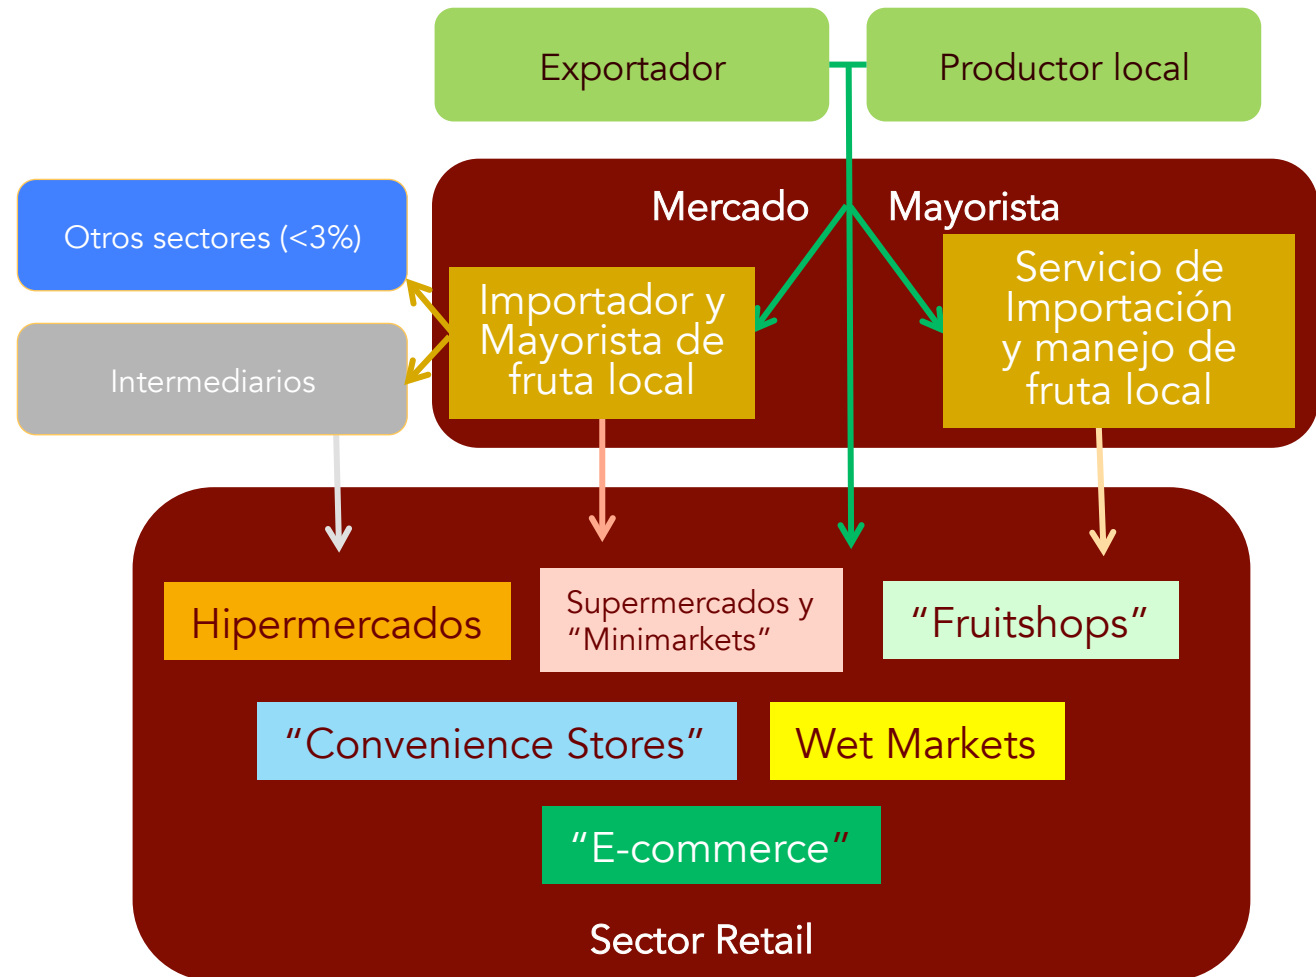 Exportador
Productor local
Mercado Mayorista
Otros sectores (<3%)
Intermediarios
Importador y
Mayorista de
fruta local
Servicio de
Importación
y manejo de
fruta local
Hipermercados
Supermercados y
“Minimarkets”
“Fruitshops”
“Convenience Stores”
Wet Markets
“E-commerce”
Sector Retail